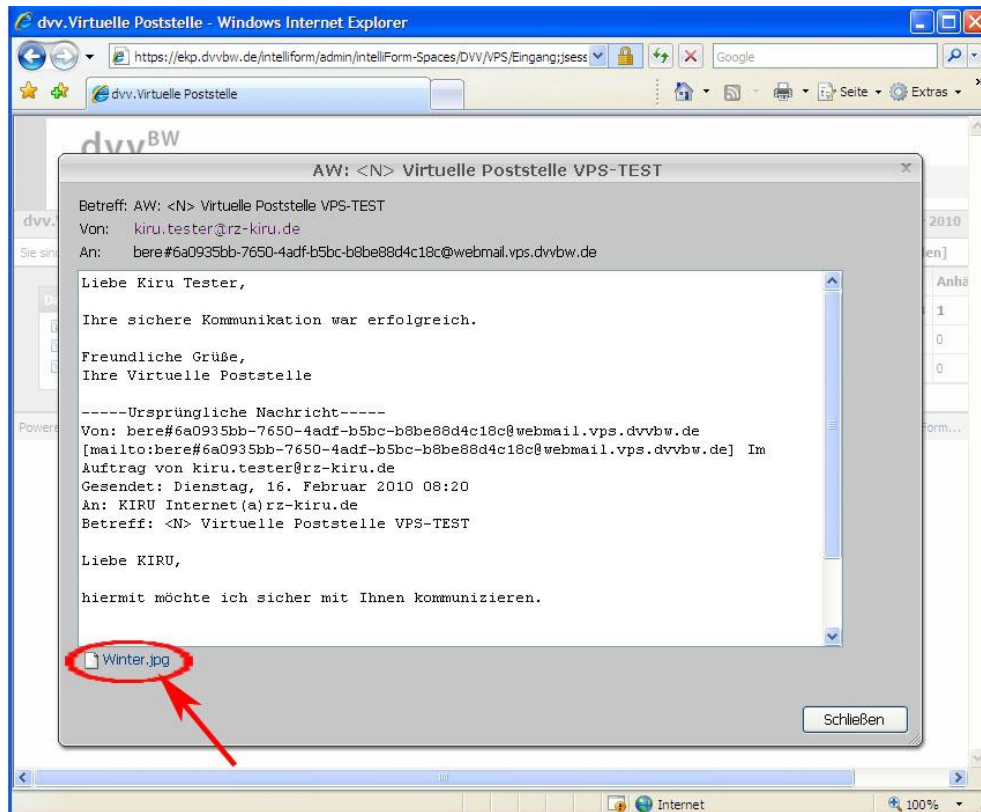 dvv.Virtuelle Poststelle - Windows Internet Explorer
https://ekp.dvvbw.de/intelliform/admin/intelliForm-Spaces/DVV/VPS/Eingang;jsess
Google
dvv.Virtuelle Poststelle
Seite
Extras
dvvBW
AW: <N> Virtuelle Poststelle VPS-TEST
x
Betreff: AW: <N> Virtuelle Poststelle VPS-TEST
dvv.
Von: kiru.tester@rz-kiru.de
2010
Sie
An: bere#6a0935bb-7650-4adf-b5bc-b8be88d4c18c@webmail.vps.dvvbw.de
en]
Liebe Kiru Tester,
Anhä
1
Ihre sichere Kommunikation war erfolgreich.
0
Freundliche Grüße,
0
Ihre Virtuelle Poststelle
-----Ursprüngliche Nachricht-----
Von: bere#6a0935bb-7650-4adf-b5bc-b8be88d4c18c@webmail.vps.dvvbw.de
Powere
[mailto:bere#6a0935bb-7650-4adf-b5bc-b8be88d4c18c@webmail.vps.dvvbw.de] Im
Form...
Auftrag von kiru.tester@rz-kiru.de
Gesendet: Dienstag, 16. Februar 2010 08:20
An: KIRU Internet(a)rz-kiru.de
Betreff: <N> Virtuelle Poststelle VPS-TEST
Liebe KIRU,
hiermit möchte ich sicher mit Ihnen kommunizieren.
Winter.jpg
Schließen
Internet
100%